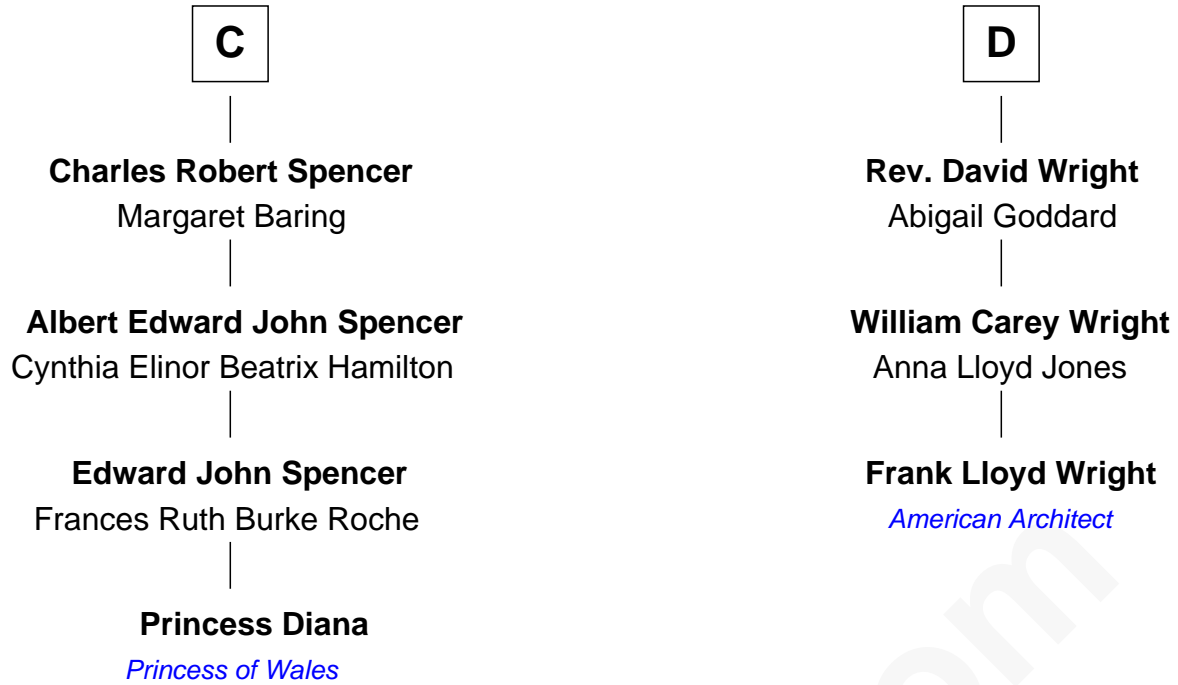 C
Charles Robert Spencer
Margaret Baring
Albert Edward John Spencer
Cynthia Elinor Beatrix Hamilton
Edward John Spencer
Frances Ruth Burke Roche
Princess Diana
Princess of Wales
D
Rev. David Wright
Abigail Goddard
William Carey Wright
Anna Lloyd Jones
Frank Lloyd Wright
American Architect
om